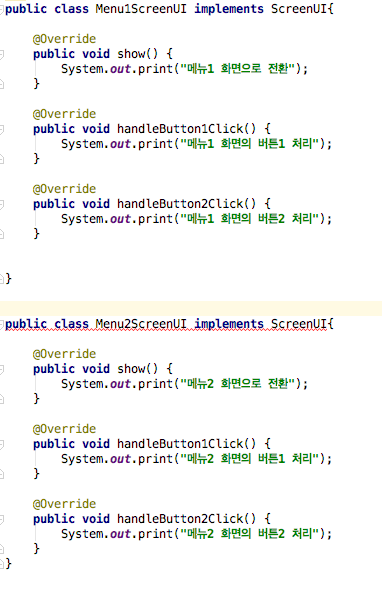 public class Menu1ScreenUI implements ScreenUI{
@Override
public void show() {
System.out.print("메뉴1 화면으로 전환");
}
@Override
public void handleButton1Click() {
System.out.print("메뉴1 화면의 버튼1 처리");
}
@Override
public void handleButton2Click() {
System.out.print("메뉴1 화면의 버튼2 처리");
}
}
public class Menu2ScreenUI implements ScreenUI{
@Override
public void show() {
System.out.print("메뉴2 화면으로 전환");
}
@Override
public void handleButton1Click() {
System.out.print("메뉴2 화면의 버튼1 처리");
}
@Override
public void handleButton2Click() {
System.out.print("메뉴2 화면의 버튼2 처리");
}
}